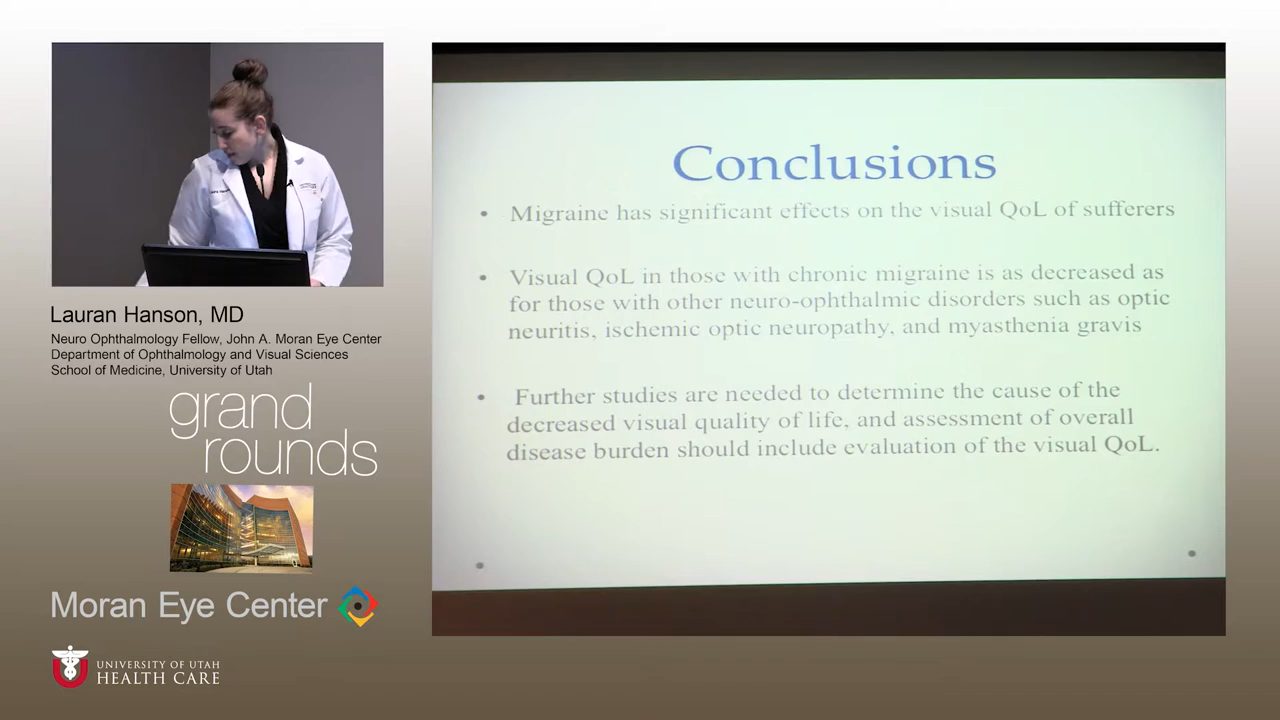 Lauran Hanson, MD
Neuro Ophthalmology Fellow, John A. Moran Eye Center
Department of Ophthalmology and Visual Sciences
School of Medicine, University of Utah
grand
rounds
Moran Eye Center
UNIVERSITY OF UTAH
HEALTH CARE
Conclusions
• Migraine has significant effects on the visual QoL of sufferers
• Visual QoL in those with chronic migraine is as decreased as
for those with other neuro-ophthalmic disorders such as optic
neuritis, ischemic optic neuropathy, and myasthenia gravis
• Further studies are needed to determine the cause of the
decreased visual quality of life, and assessment of overall
disease burden should include evaluation of the visual QoL.